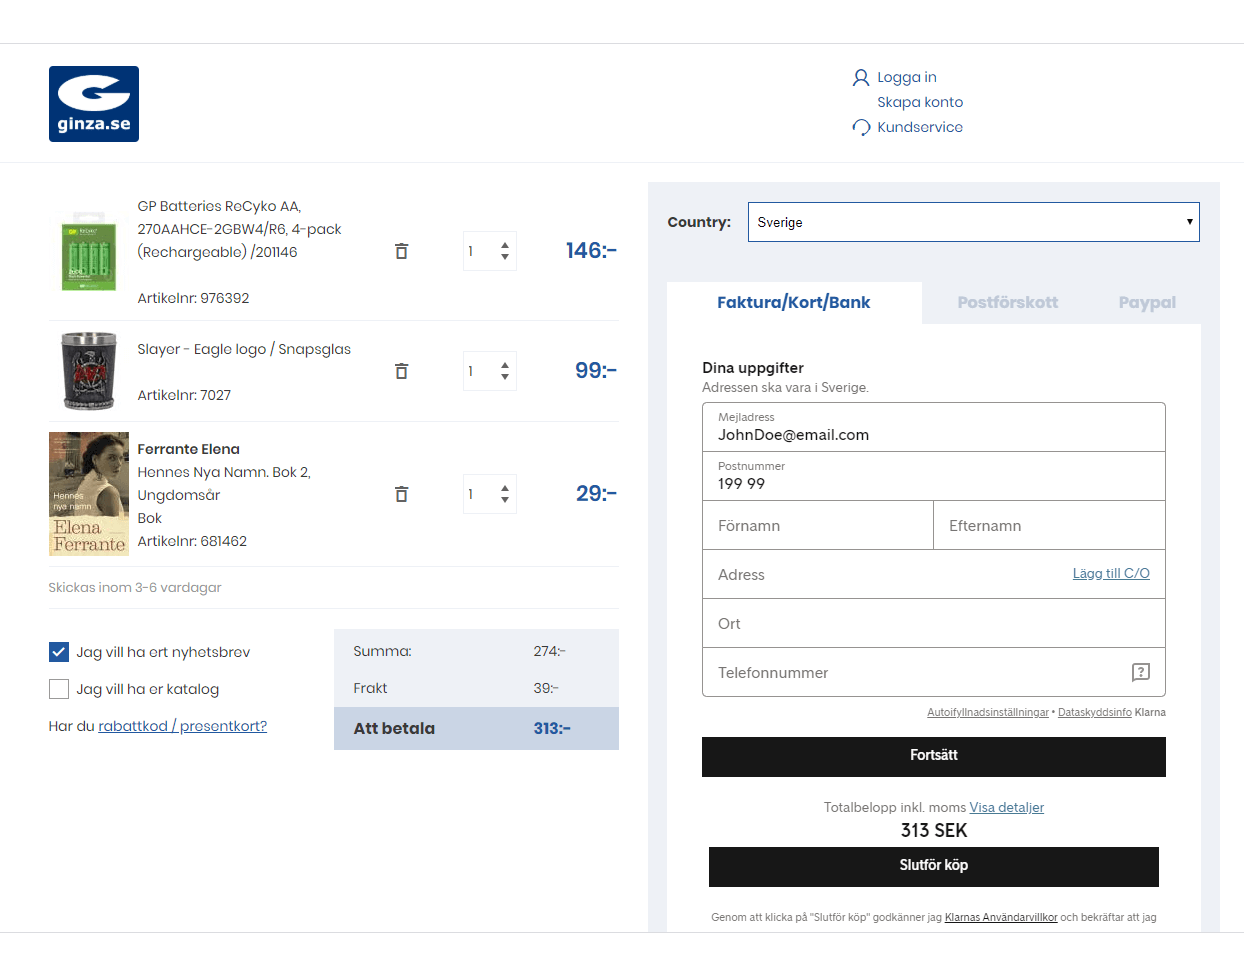 ginza.se
Logga in
Skapa konto
Kundservice
GP Batteries ReCyko AA,
270AAHCE-2GBW4/R6, 4-pack
(Rechargeable) /201146
Artikelnr: 976392
1
146:-
Slayer - Eagle logo / Snapsglas
Artikelnr: 7027
1
99:-
Hennes
nya namn
Elena
Ferrante
Ferrante Elena
Hennes Nya Namn. Bok 2,
Ungdomsår
Bok
Artikelnr: 681462
1
29:-
Skickas inom 3-6 vardagar
Jag vill ha ert nyhetsbrev
Jag vill ha er katalog
Har du rabattkod / presentkort?
Summa: 274:-
Frakt 39:-
Att betala 313:-
Country: Sverige
Faktura/Kort/Bank Postförskott Paypal
Dina uppgifter
Adressen ska vara i Sverige.
Mejladress
JohnDoe@email.com
Postnummer
199 99
Förnamn Efternamn
Adress Lägg till C/O
Ort
Telefonnummer
Autoifyllnadsinställningar • Dataskyddsinfo Klarna
Fortsätt
Totalbelopp inkl. moms Visa detaljer
313 SEK
Slutför köp
Genom att klicka på "Slutför köp" godkänner jag Klarnas Användarvillkor och bekräftar att jag